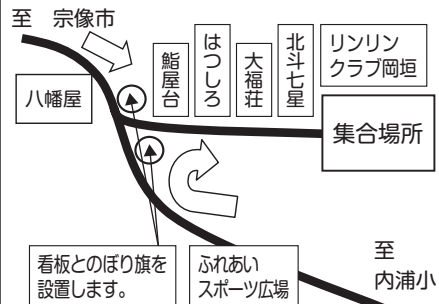 至　宗像市
八幡屋
鮨屋台
はつしろ
大福荘
北斗七星
リンリン
クラブ岡垣
集合場所
看板とのぼり旗を
設置します。
ふれあい
スポーツ広場
至
内浦小